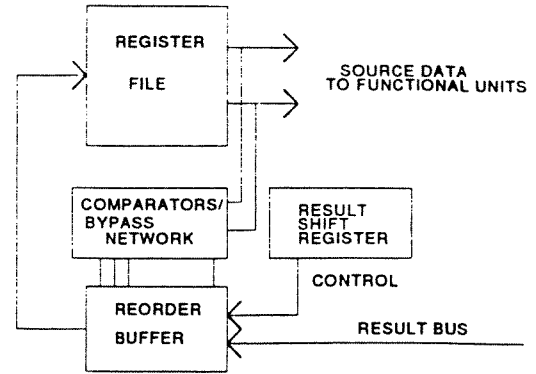 REGISTER
FILE
SOURCE DATA
TO FUNCTIONAL UNITS
COMPARATORS/
BYPASS
NETWORK
RESULT
SHIFT
REGISTER
CONTROL
REORDER
BUFFER
RESULT BUS